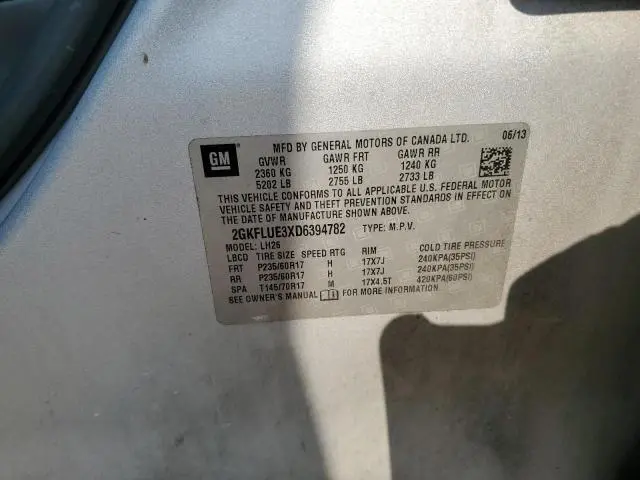 GM
MFD BY GENERAL MOTORS OF CANADA LTD. 06/13
GVWR GAWR FRT GAWR RR
2360 KG 1250 KG 1240 KG
5202 LB 2755 LB 2733 LB
THIS VEHICLE CONFORMS TO ALL APPLICABLE U.S. FEDERAL MOTOR
VEHICLE SAFETY AND THEFT PREVENTION STANDARDS IN EFFECT ON
THE DATE OF MANUFACTURE SHOWN ABOVE.
2GKFLUE3XD6394782 TYPE: M.P.V.
MODEL: LH26
LBCD TIRE SIZE SPEED RTG RIM COLD TIRE PRESSURE
FRT P235/60R17 H 17X7J 240KPA(35PSI)
RR P235/60R17 H 17X7J 240KPA(35PSI)
SPA T145/70R17 M 17X4.5T 420KPA(60PSI)
SEE OWNER'S MANUAL FOR MORE INFORMATION